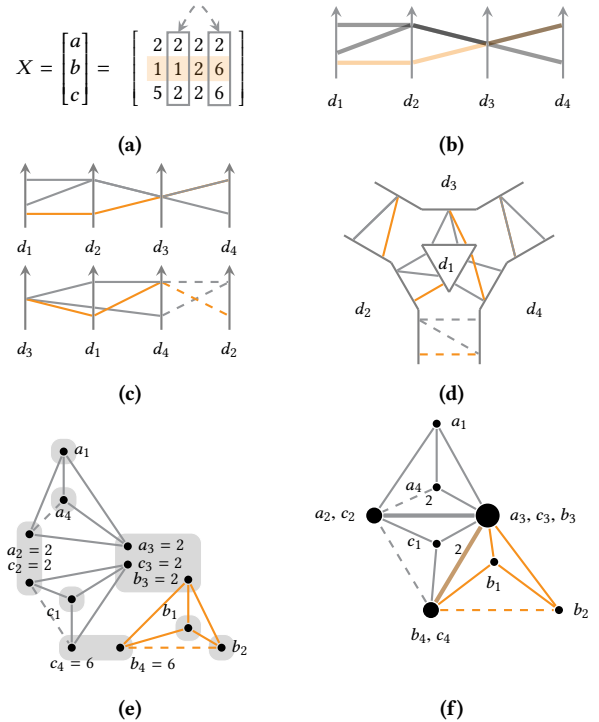 X = [a b c] = [2 2 2 2
1 1 2 6
5 2 2 6]
(a)
d1 d2 d3 d4
(b)
d1 d2 d3 d4
d3 d1 d4 d2
(c)
d3
d1
d2 d4
(d)
a1
a4
a2 = 2
c2 = 2
a3 = 2
c3 = 2
b3 = 2
c1
b1
b2
c4 = 6 b4 = 6
(e)
a1
a4
2
a2, c2
a3, c3, b3
c1
2
b1
b2
b4, c4
(f)